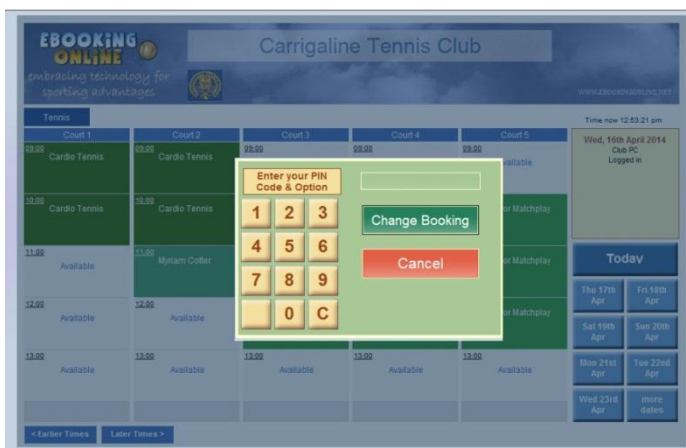 EBOOKING
ONLINE
embracing technology for
sporting advantages
Carrigaline Tennis Club
WWW.EBOOKINGONLINE.NET
Tennis
Time now 12:53:21 pm
Court 1
Court 2
Court 3
Court 4
Court 5
09:00
Cardio Tennis
09:00
Cardio Tennis
09:00
09:00
09:00
Available
Wed, 16th April 2014
Club PC
Logged in
Enter your PIN
Code & Option
1 2 3
4 5 6
7 8 9
0 C
Change Booking
Cancel
10:00
Cardio Tennis
10:00
Cardio Tennis
or Matchplay
11:00
Available
11:00
Myriam Cotter
or Matchplay
12:00
Available
12:00
Available
or Matchplay
13:00
Available
13:00
Available
13:00
Available
13:00
Available
13:00
Available
Today
Thu 17th
Apr
Fri 18th
Apr
Sat 19th
Apr
Sun 20th
Apr
Mon 21st
Apr
Tue 22nd
Apr
Wed 23rd
Apr
more
dates
< Earlier Times
Later Times >